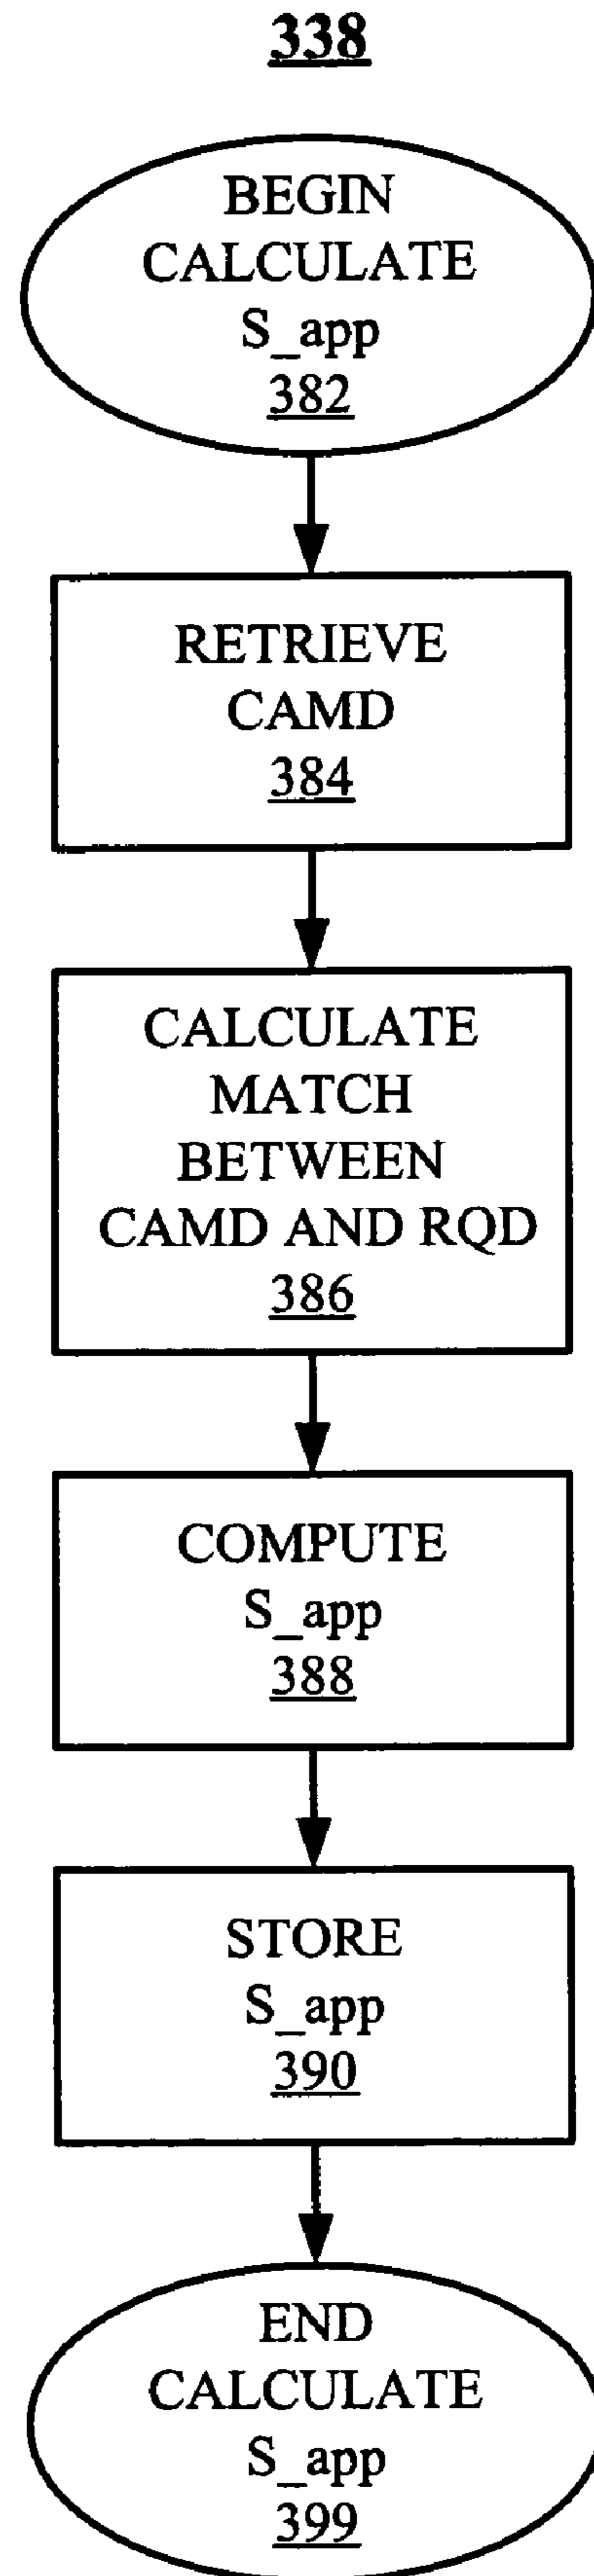 338
BEGIN
CALCULATE
S_app
382
RETRIEVE
CAMD
384
CALCULATE
MATCH
BETWEEN
CAMD AND RQD
386
COMPUTE
S_app
388
STORE
S_app
390
END
CALCULATE
S_app
399